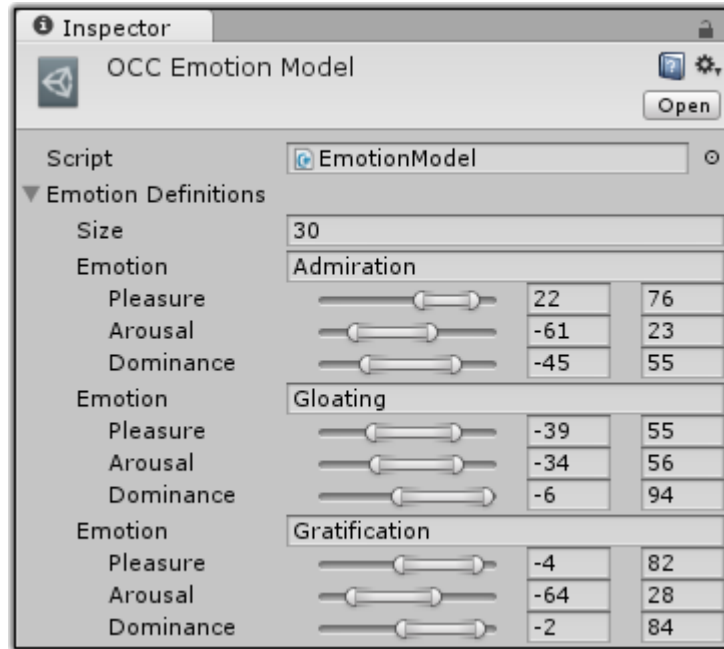 Inspector
OCC Emotion Model
Open
Script EmotionModel
Emotion Definitions
Size 30
Emotion Admiration
Pleasure 22 76
Arousal -61 23
Dominance -45 55
Emotion Gloating
Pleasure -39 55
Arousal -34 56
Dominance -6 94
Emotion Gratification
Pleasure -4 82
Arousal -64 28
Dominance -2 84